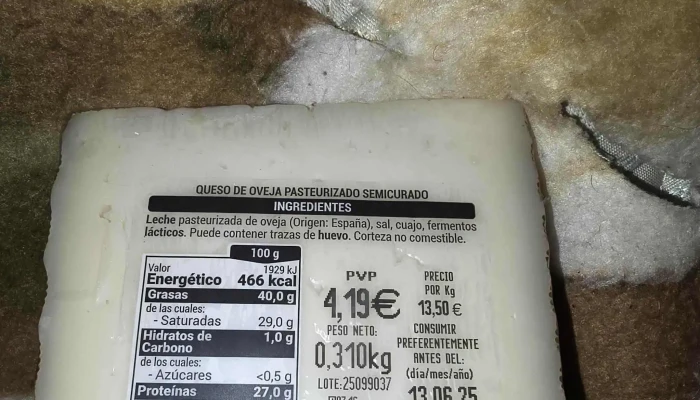 QUESO DE OVEJA PASTEURIZADO SEMICURADO
INGREDIENTES
Leche pasteurizada de oveja (Origen: España), sal, cuajo, fermentos
lácticos. Puede contener trazas de huevo. Corteza no comestible.
100 g
Valor 1929 kJ
Energético 466 kcal
Grasas 40,0 g
de las cuales:
- Saturadas 29,0 g
Hidratos de
Carbono 1,0 g
de los cuales:
- Azúcares <0,5 g
Proteínas 27,0 g
PVP
4,19€
PESO NETO:
0,310kg
LOTE:25099037
PRECIO
POR Kg
13,50 €
CONSUMIR
PREFERENTEMENTE
ANTES DEL:
(día/mes/año)
13.06.25